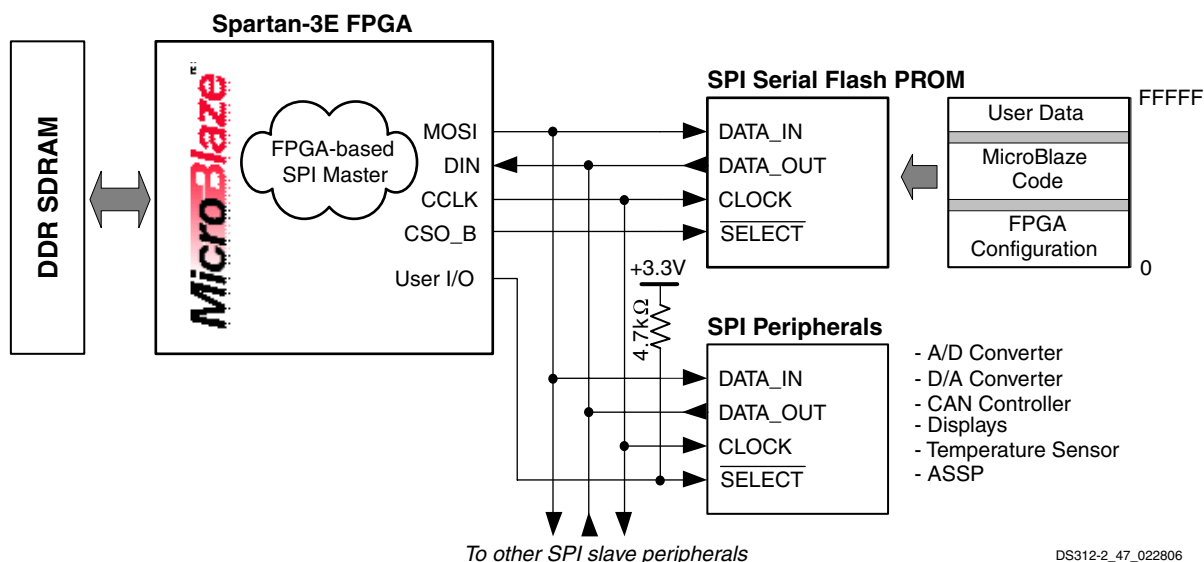 Spartan-3E FPGA
DDR SDRAM
MicroBlaze
FPGA-based
SPI Master
MOSI
DIN
CCLK
CSO_B
User I/O
SPI Serial Flash PROM
DATA_IN
DATA_OUT
CLOCK
SELECT
User Data
MicroBlaze
Code
FPGA
Configuration
FFFFF
0
+3.3V
4.7kΩ
SPI Peripherals
DATA_IN
DATA_OUT
CLOCK
SELECT
- A/D Converter
- D/A Converter
- CAN Controller
- Displays
- Temperature Sensor
- ASSP
To other SPI slave peripherals
DS312-2_47_022806